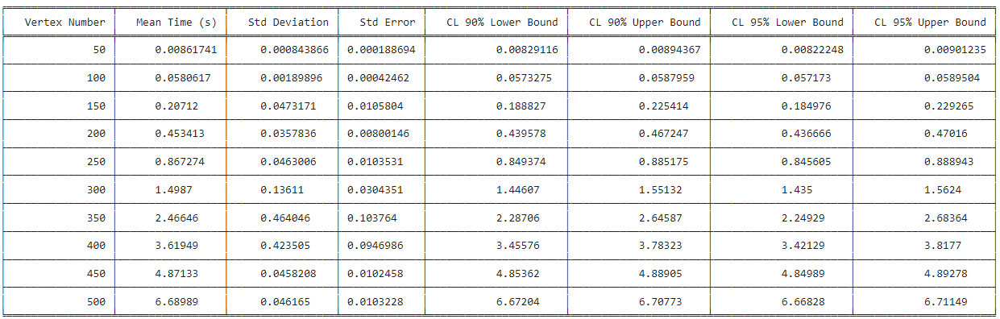 Vertex Number Mean Time (s) Std Deviation Std Error CL 90% Lower Bound CL 90% Upper Bound CL 95% Lower Bound CL 95% Upper Bound
50 0.00861741 0.000843866 0.000188694 0.00829116 0.00894367 0.00822248 0.00901235
100 0.0580617 0.00189896 0.00042462 0.0573275 0.0587959 0.057173 0.0589504
150 0.20712 0.0473171 0.0105804 0.188827 0.225414 0.184976 0.229265
200 0.453413 0.0357836 0.00800146 0.439578 0.467247 0.436666 0.47016
250 0.867274 0.0463006 0.0103531 0.849374 0.885175 0.845605 0.888943
300 1.4987 0.13611 0.0304351 1.44607 1.55132 1.435 1.5624
350 2.46646 0.464046 0.103764 2.28706 2.64587 2.24929 2.68364
400 3.61949 0.423505 0.0946986 3.45576 3.78323 3.42129 3.8177
450 4.87133 0.0458208 0.0102458 4.85362 4.88905 4.84989 4.89278
500 6.68989 0.046165 0.0103228 6.67204 6.70773 6.66828 6.71149